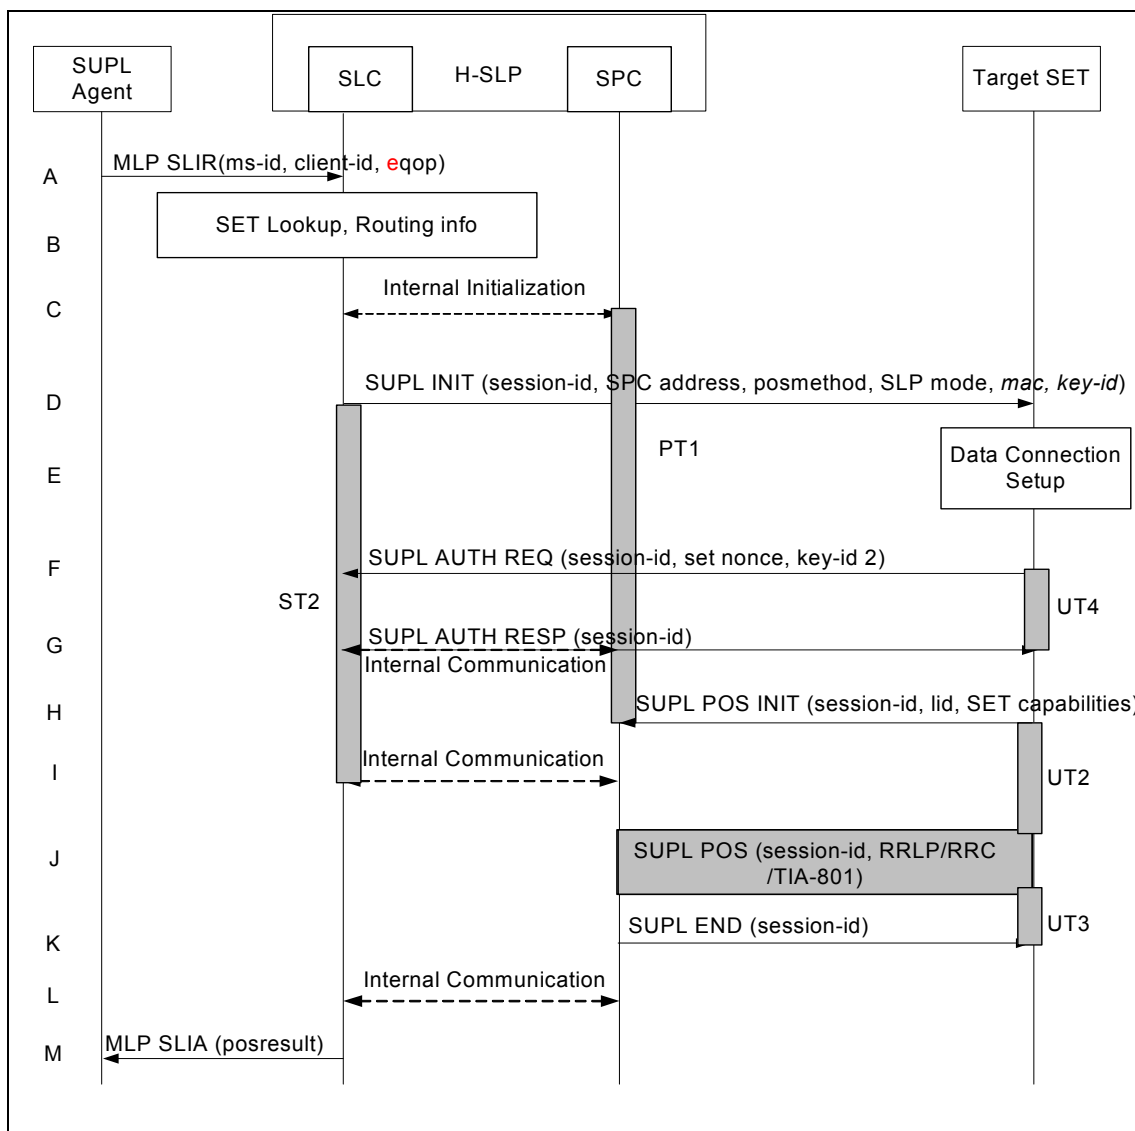 SUPL
Agent
SLC
H-SLP
SPC
Target SET
A
MLP SLIR(ms-id, client-id, eqop)
B
SET Lookup, Routing info
C
Internal Initialization
D
SUPL INIT (session-id, SPC address, posmethod, SLP mode, mac, key-id)
E
PT1
Data Connection
Setup
F
SUPL AUTH REQ (session-id, set nonce, key-id 2)
ST2
UT4
G
SUPL AUTH RESP (session-id)
Internal Communication
H
SUPL POS INIT (session-id, lid, SET capabilities)
I
Internal Communication
UT2
J
SUPL POS (session-id, RRLP/RRC
/TIA-801)
K
SUPL END (session-id)
UT3
L
Internal Communication
M
MLP SLIA (posresult)